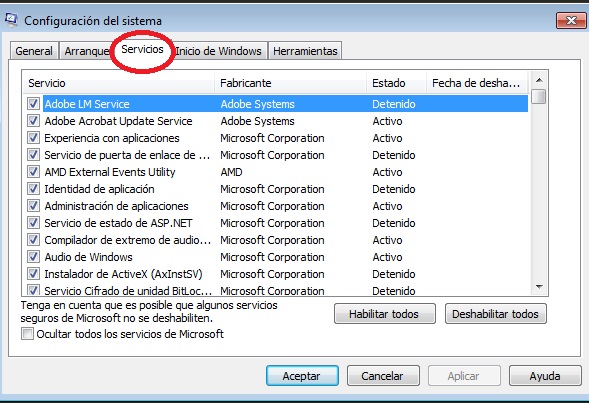 Configuración del sistema
General Arranque Servicios Inicio de Windows Herramientas
Servicio Fabricante Estado Fecha de desha...
Adobe LM Service Adobe Systems Detenido
Adobe Acrobat Update Service Adobe Systems Activo
Experiencia con aplicaciones Microsoft Corporation Activo
Servicio de puerta de enlace de ... Microsoft Corporation Detenido
AMD External Events Utility AMD Activo
Identidad de aplicación Microsoft Corporation Detenido
Administración de aplicaciones Microsoft Corporation Activo
Servicio de estado de ASP.NET Microsoft Corporation Detenido
Compilador de extremo de audio... Microsoft Corporation Activo
Audio de Windows Microsoft Corporation Activo
Instalador de ActiveX (AxInstSV) Microsoft Corporation Detenido
Servicio Cifrado de unidad BitLoc... Microsoft Corporation Detenido
Tenga en cuenta que es posible que algunos servicios
seguros de Microsoft no se deshabiliten.
Habilitar todos Deshabilitar todos
Ocultar todos los servicios de Microsoft
Aceptar Cancelar Aplicar Ayuda